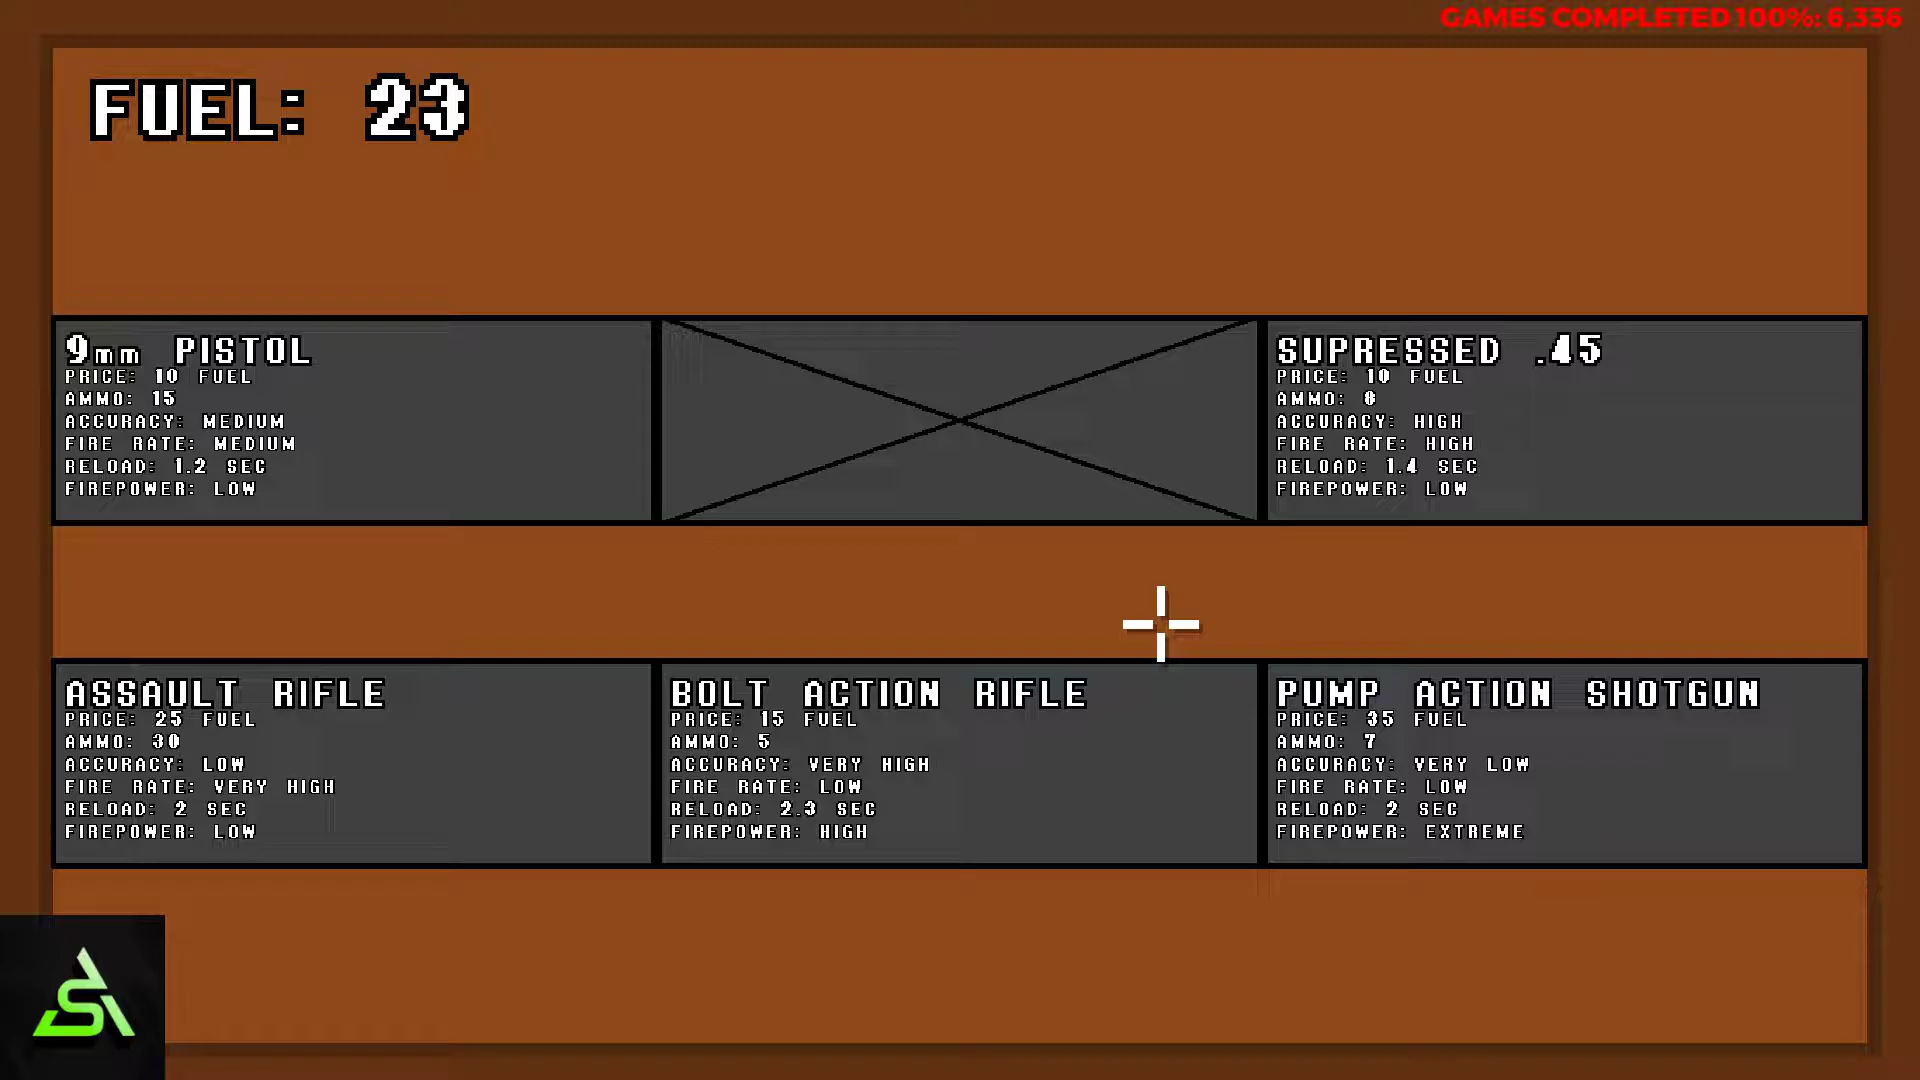 GAMES COMPLETED 100%: 6,336
FUEL: 23
9mm PISTOL
PRICE: 10 FUEL
AMMO: 15
ACCURACY: MEDIUM
FIRE RATE: MEDIUM
RELOAD: 1.2 SEC
FIREPOWER: LOW
SUPRESSED .45
PRICE: 10 FUEL
AMMO: 8
ACCURACY: HIGH
FIRE RATE: HIGH
RELOAD: 1.4 SEC
FIREPOWER: LOW
ASSAULT RIFLE
PRICE: 25 FUEL
AMMO: 30
ACCURACY: LOW
FIRE RATE: VERY HIGH
RELOAD: 2 SEC
FIREPOWER: LOW
BOLT ACTION RIFLE
PRICE: 15 FUEL
AMMO: 5
ACCURACY: VERY HIGH
FIRE RATE: LOW
RELOAD: 2.3 SEC
FIREPOWER: HIGH
PUMP ACTION SHOTGUN
PRICE: 35 FUEL
AMMO: 7
ACCURACY: VERY LOW
FIRE RATE: LOW
RELOAD: 2 SEC
FIREPOWER: EXTREME